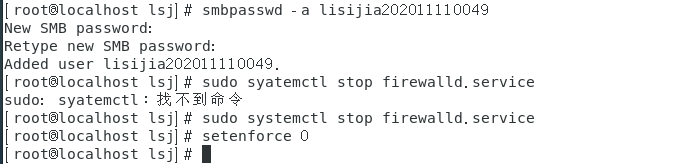 [root@localhost lsj]# smbpasswd -a lisijia202011110049
New SMB password:
Retype new SMB password:
Added user lisijia202011110049.
[root@localhost lsj]# sudo syatemctl stop firewalld.service
sudo: syatemctl：找不到命令
[root@localhost lsj]# sudo systemctl stop firewalld.service
[root@localhost lsj]# setenforce 0
[root@localhost lsj]#